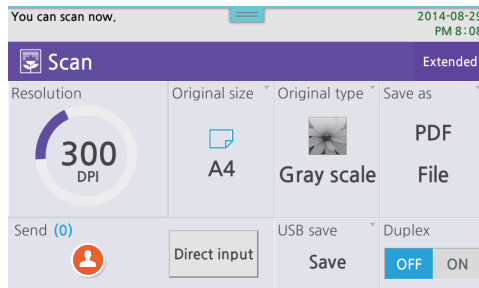 You can scan now.
2014-08-29
PM 8:08
Scan
Extended
Resolution
Original size
Original type
Save as
300
DPI
A4
Gray scale
PDF
File
Send (0)
Direct input
USB save
Save
Duplex
OFF
ON